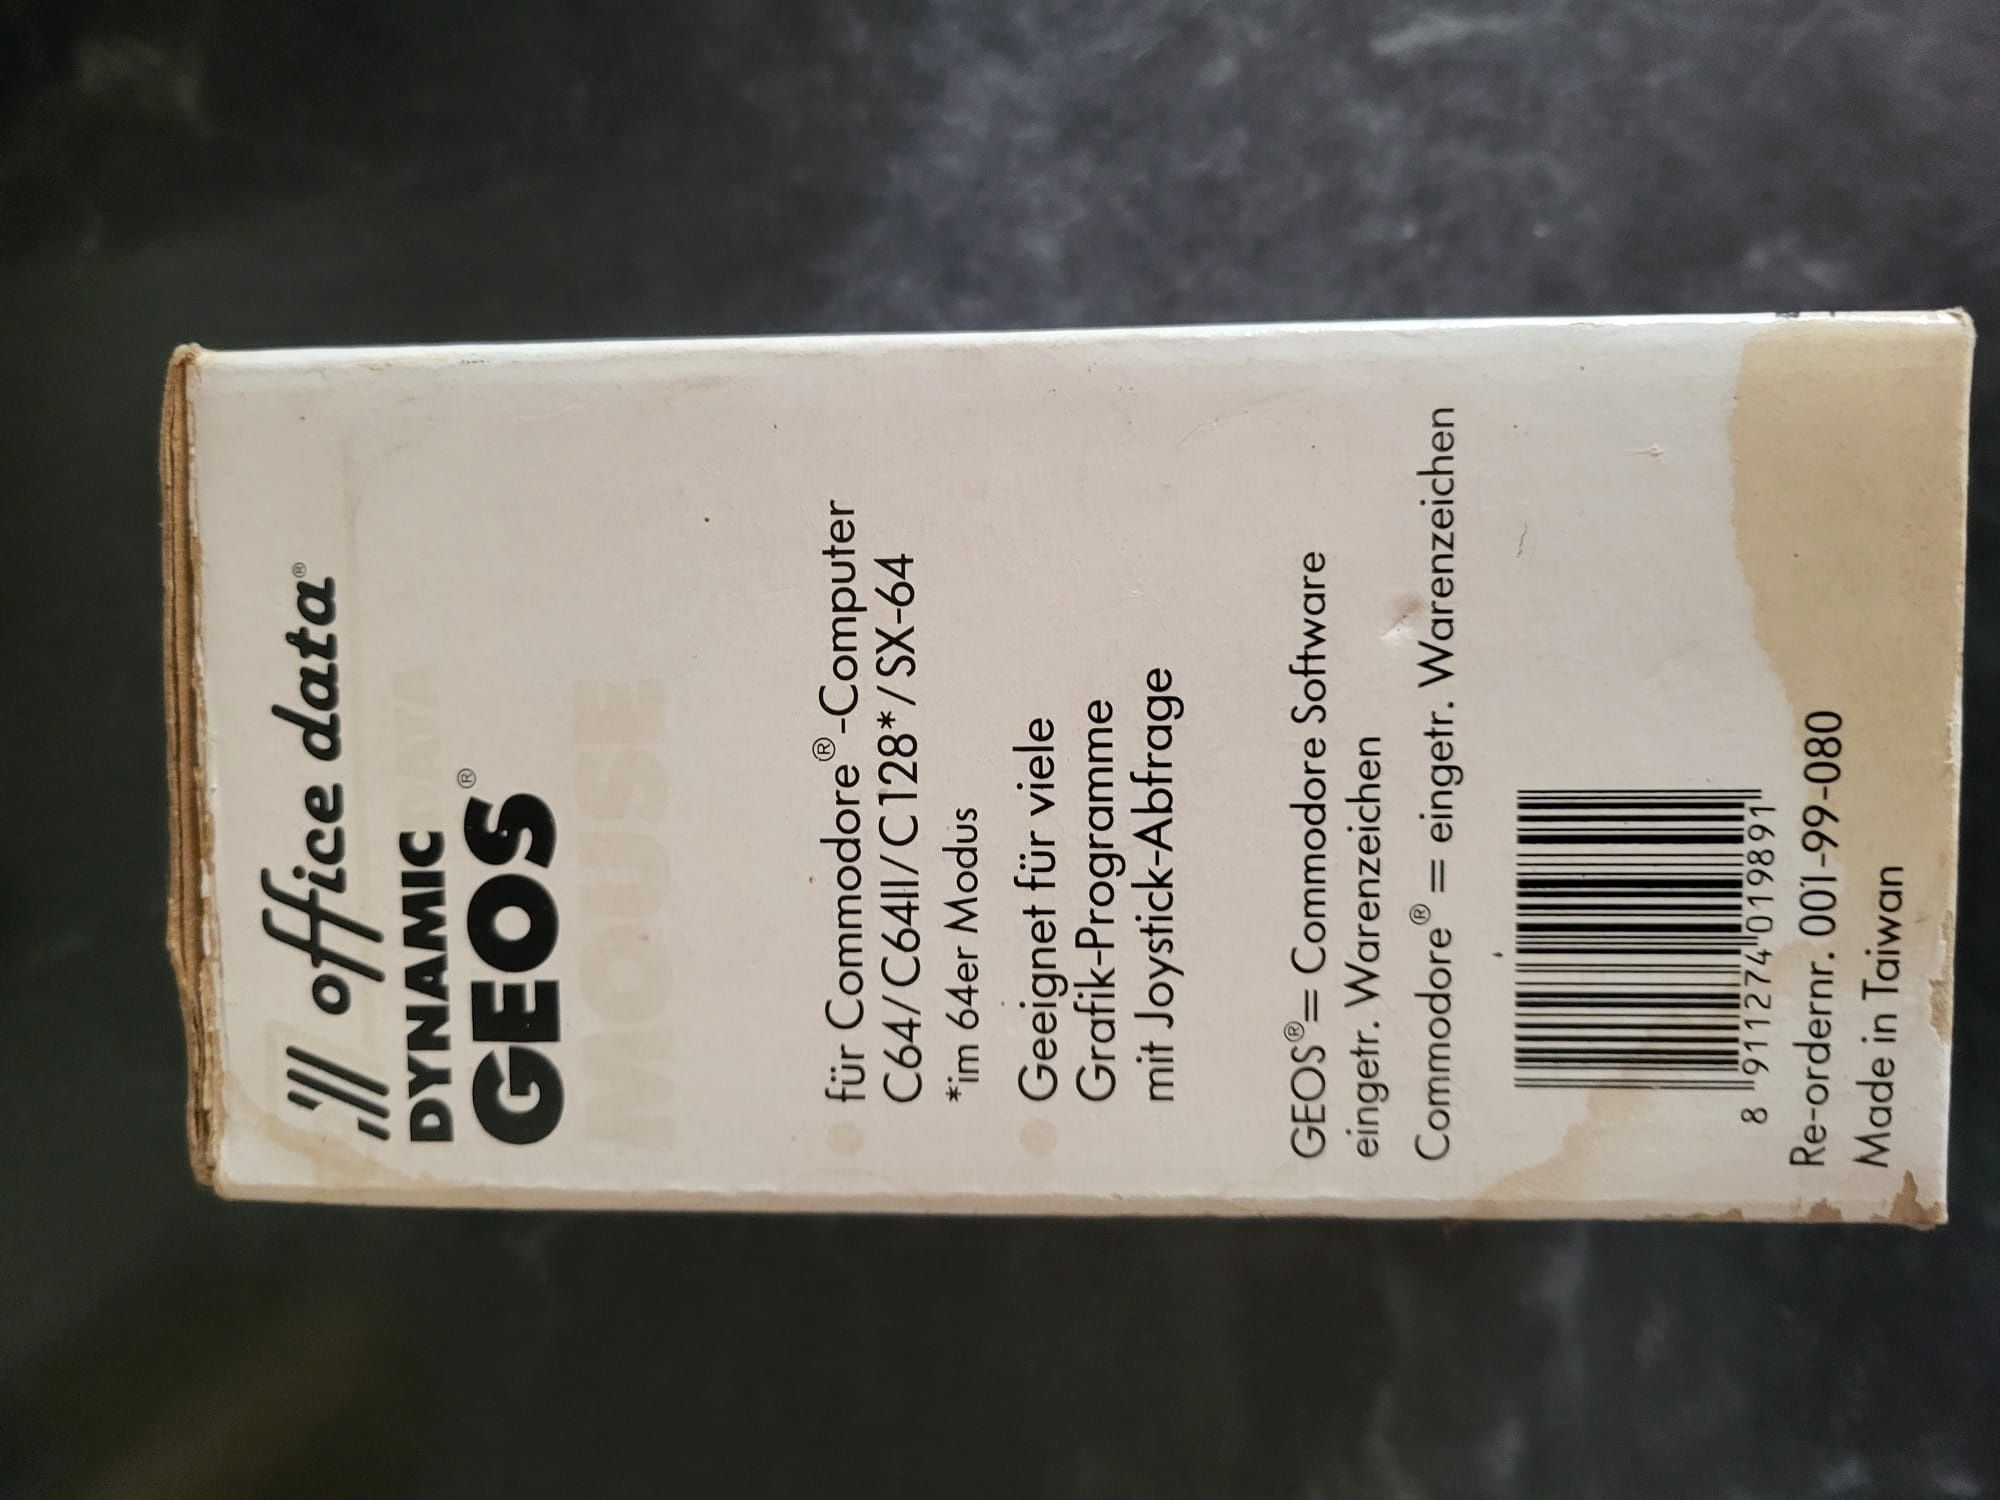 office data®
DYNAMIC DATA
GEOS®
MOUSE
für Commodore®-Computer
C64/C64II/C128*/SX-64
*im 64er Modus
Geeignet für viele
Grafik-Programme
mit Joystick-Abfrage
GEOS®= Commodore Software
eingetr. Warenzeichen
Commodore® = eingetr. Warenzeichen
8 911274 019891
Re-ordernr. 001-99-080
Made in Taiwan